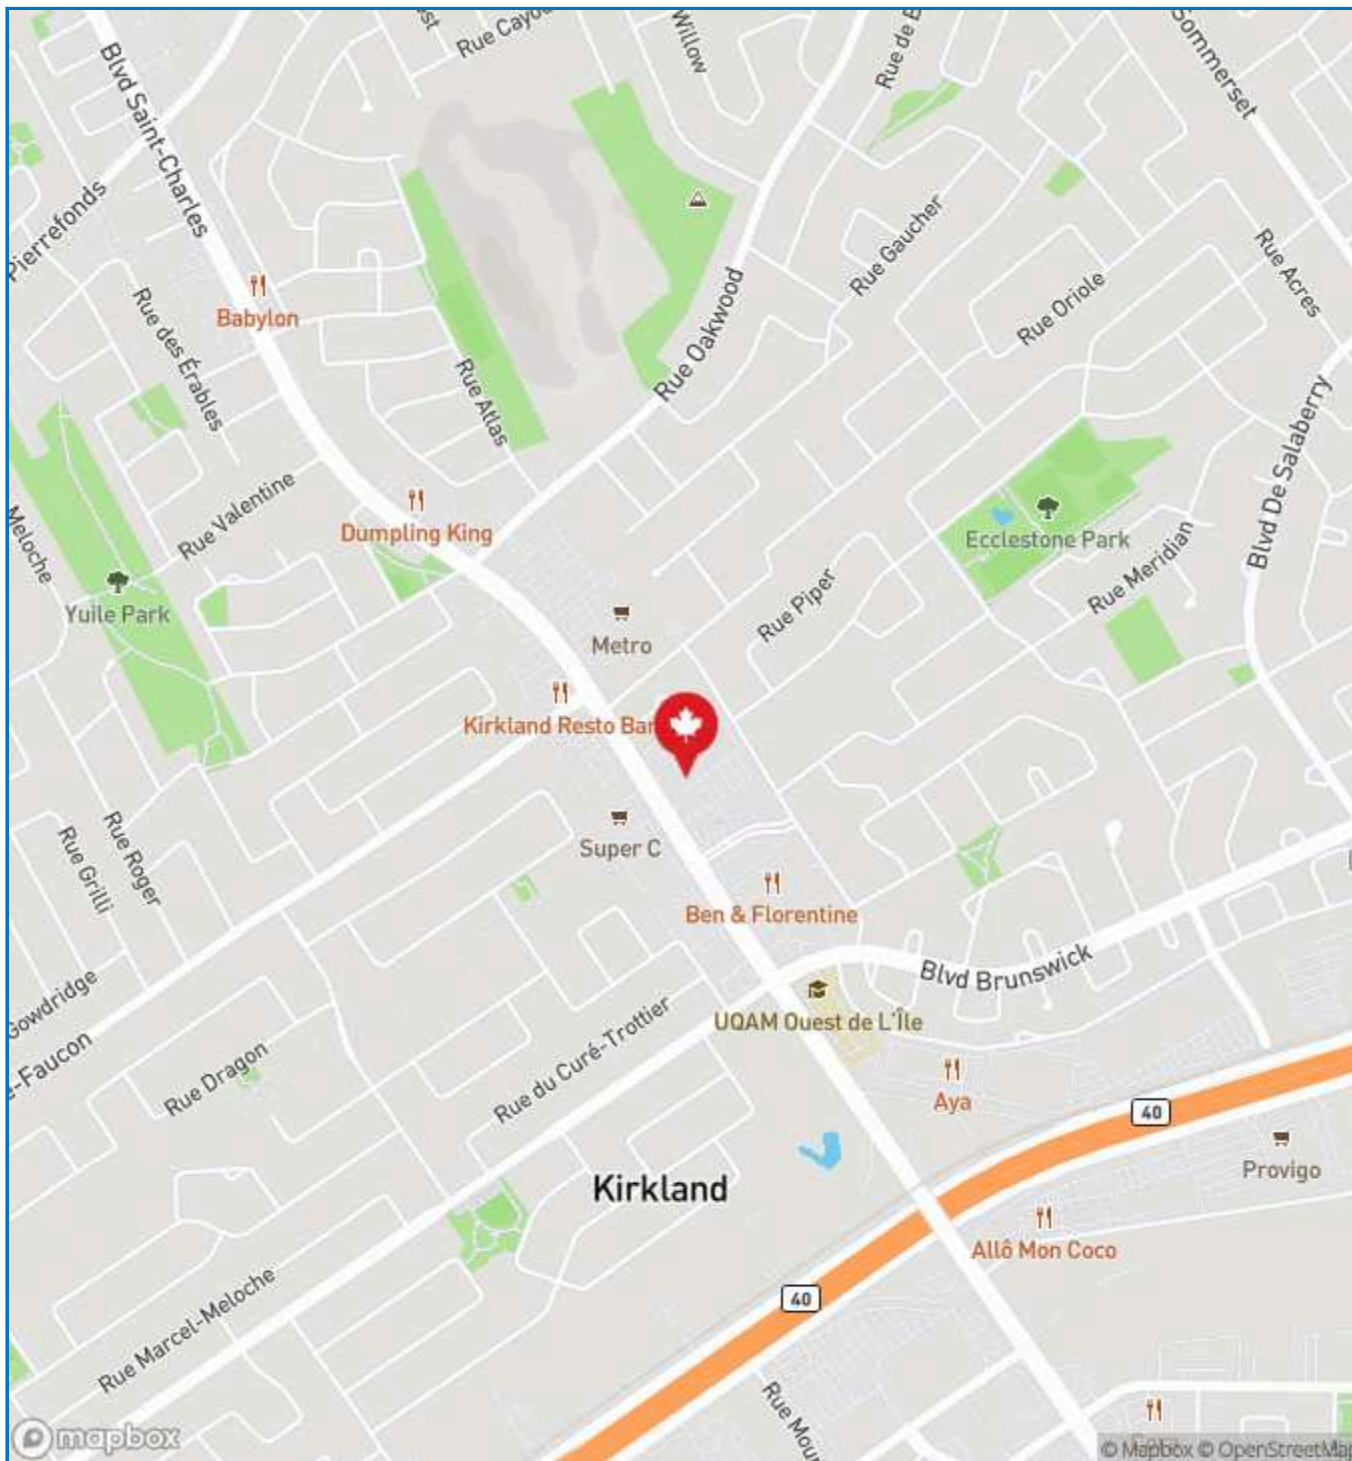 Rue Cayou
Willow
Rue de B
Sommerset
Blvd Saint-Charles
Pierrefonds
Rue Gaucher
Rue Acres
Rue Oriole
Babylon
Rue des Érables
Rue Oakwood
Rue Atlas
Blvd De Salaberry
Rue Valentine
Dumpling King
Meloche
Ecclestone Park
Rue Meridian
Yuile Park
Rue Piper
Metro
Kirkland Resto Bar
Super C
Rue Roger
Rue Grilli
Ben & Florentine
Blvd Brunswick
Gowdridge
UQAM Ouest de L'Île
e-Faucon
Rue Dragon
Rue du Curé-Trottier
Aya
40
Provigo
Kirkland
Allô Mon Coco
40
Rue Marcel-Meloche
Rue Mour
mapbox
© Mapbox © OpenStreetMap